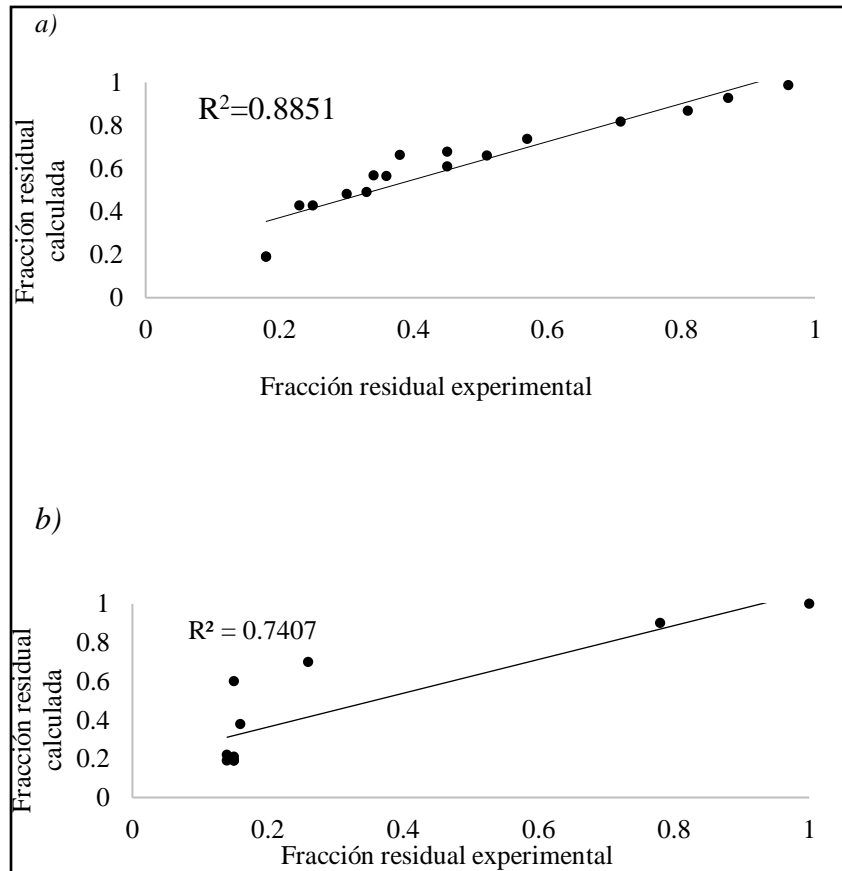 a)
R²=0.8851
Fracción residual
calculada
1
0.8
0.6
0.4
0.2
0
0 0.2 0.4 0.6 0.8 1
Fracción residual experimental
b)
R² = 0.7407
Fracción residual
calculada
1
0.8
0.6
0.4
0.2
0
0 0.2 0.4 0.6 0.8 1
Fracción residual experimental